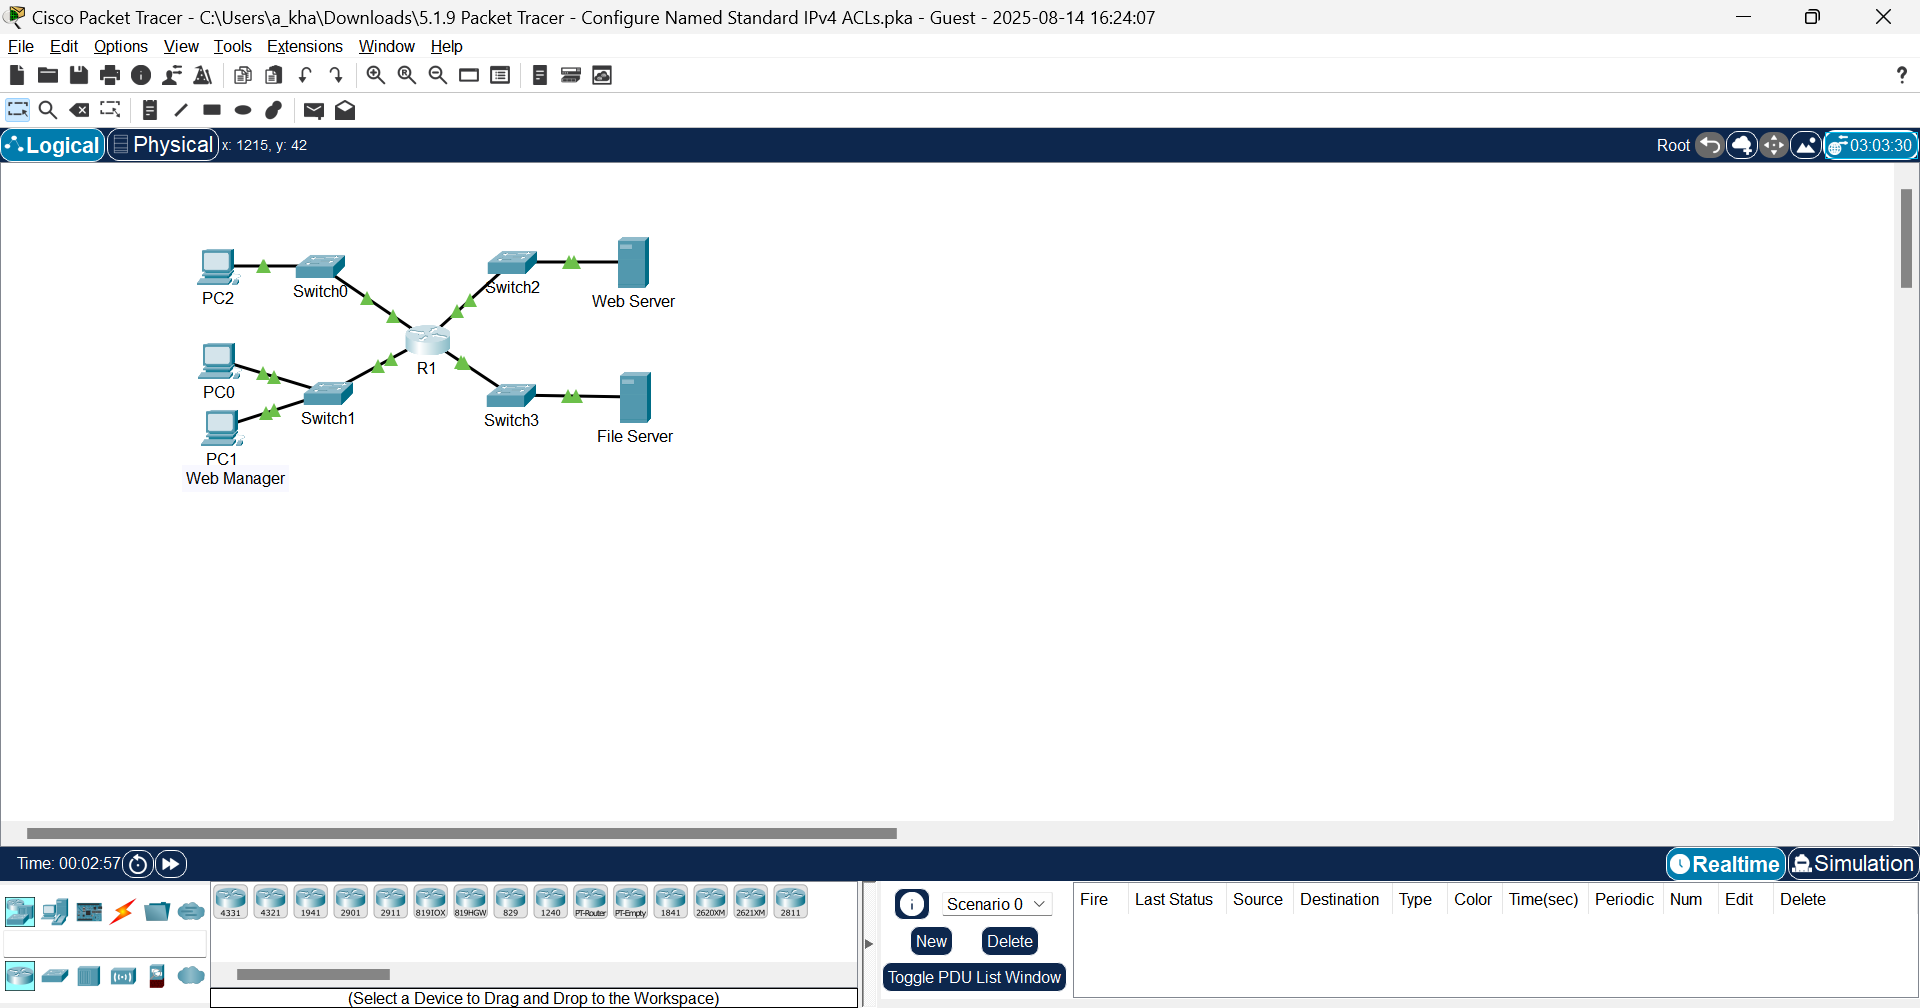 Cisco Packet Tracer - C:\Users\a_kha\Downloads\5.1.9 Packet Tracer - Configure Named Standard IPv4 ACLs.pka - Guest - 2025-08-14 16:24:07
File Edit Options View Tools Extensions Window Help
?
Logical Physical x: 1215, y: 42 Root 03:03:30
PC2 Switch0 Switch2 Web Server
R1
PC0 Switch1 Switch3 File Server
PC1
Web Manager
Time: 00:02:57 Realtime Simulation
4331 4321 1941 2901 2911 819IOX 819HGW 829 1240 PT-Router PT-Empty 1841 2620XM 2621XM 2811
Scenario 0
New Delete
Toggle PDU List Window
Fire Last Status Source Destination Type Color Time(sec) Periodic Num Edit Delete
(Select a Device to Drag and Drop to the Workspace)